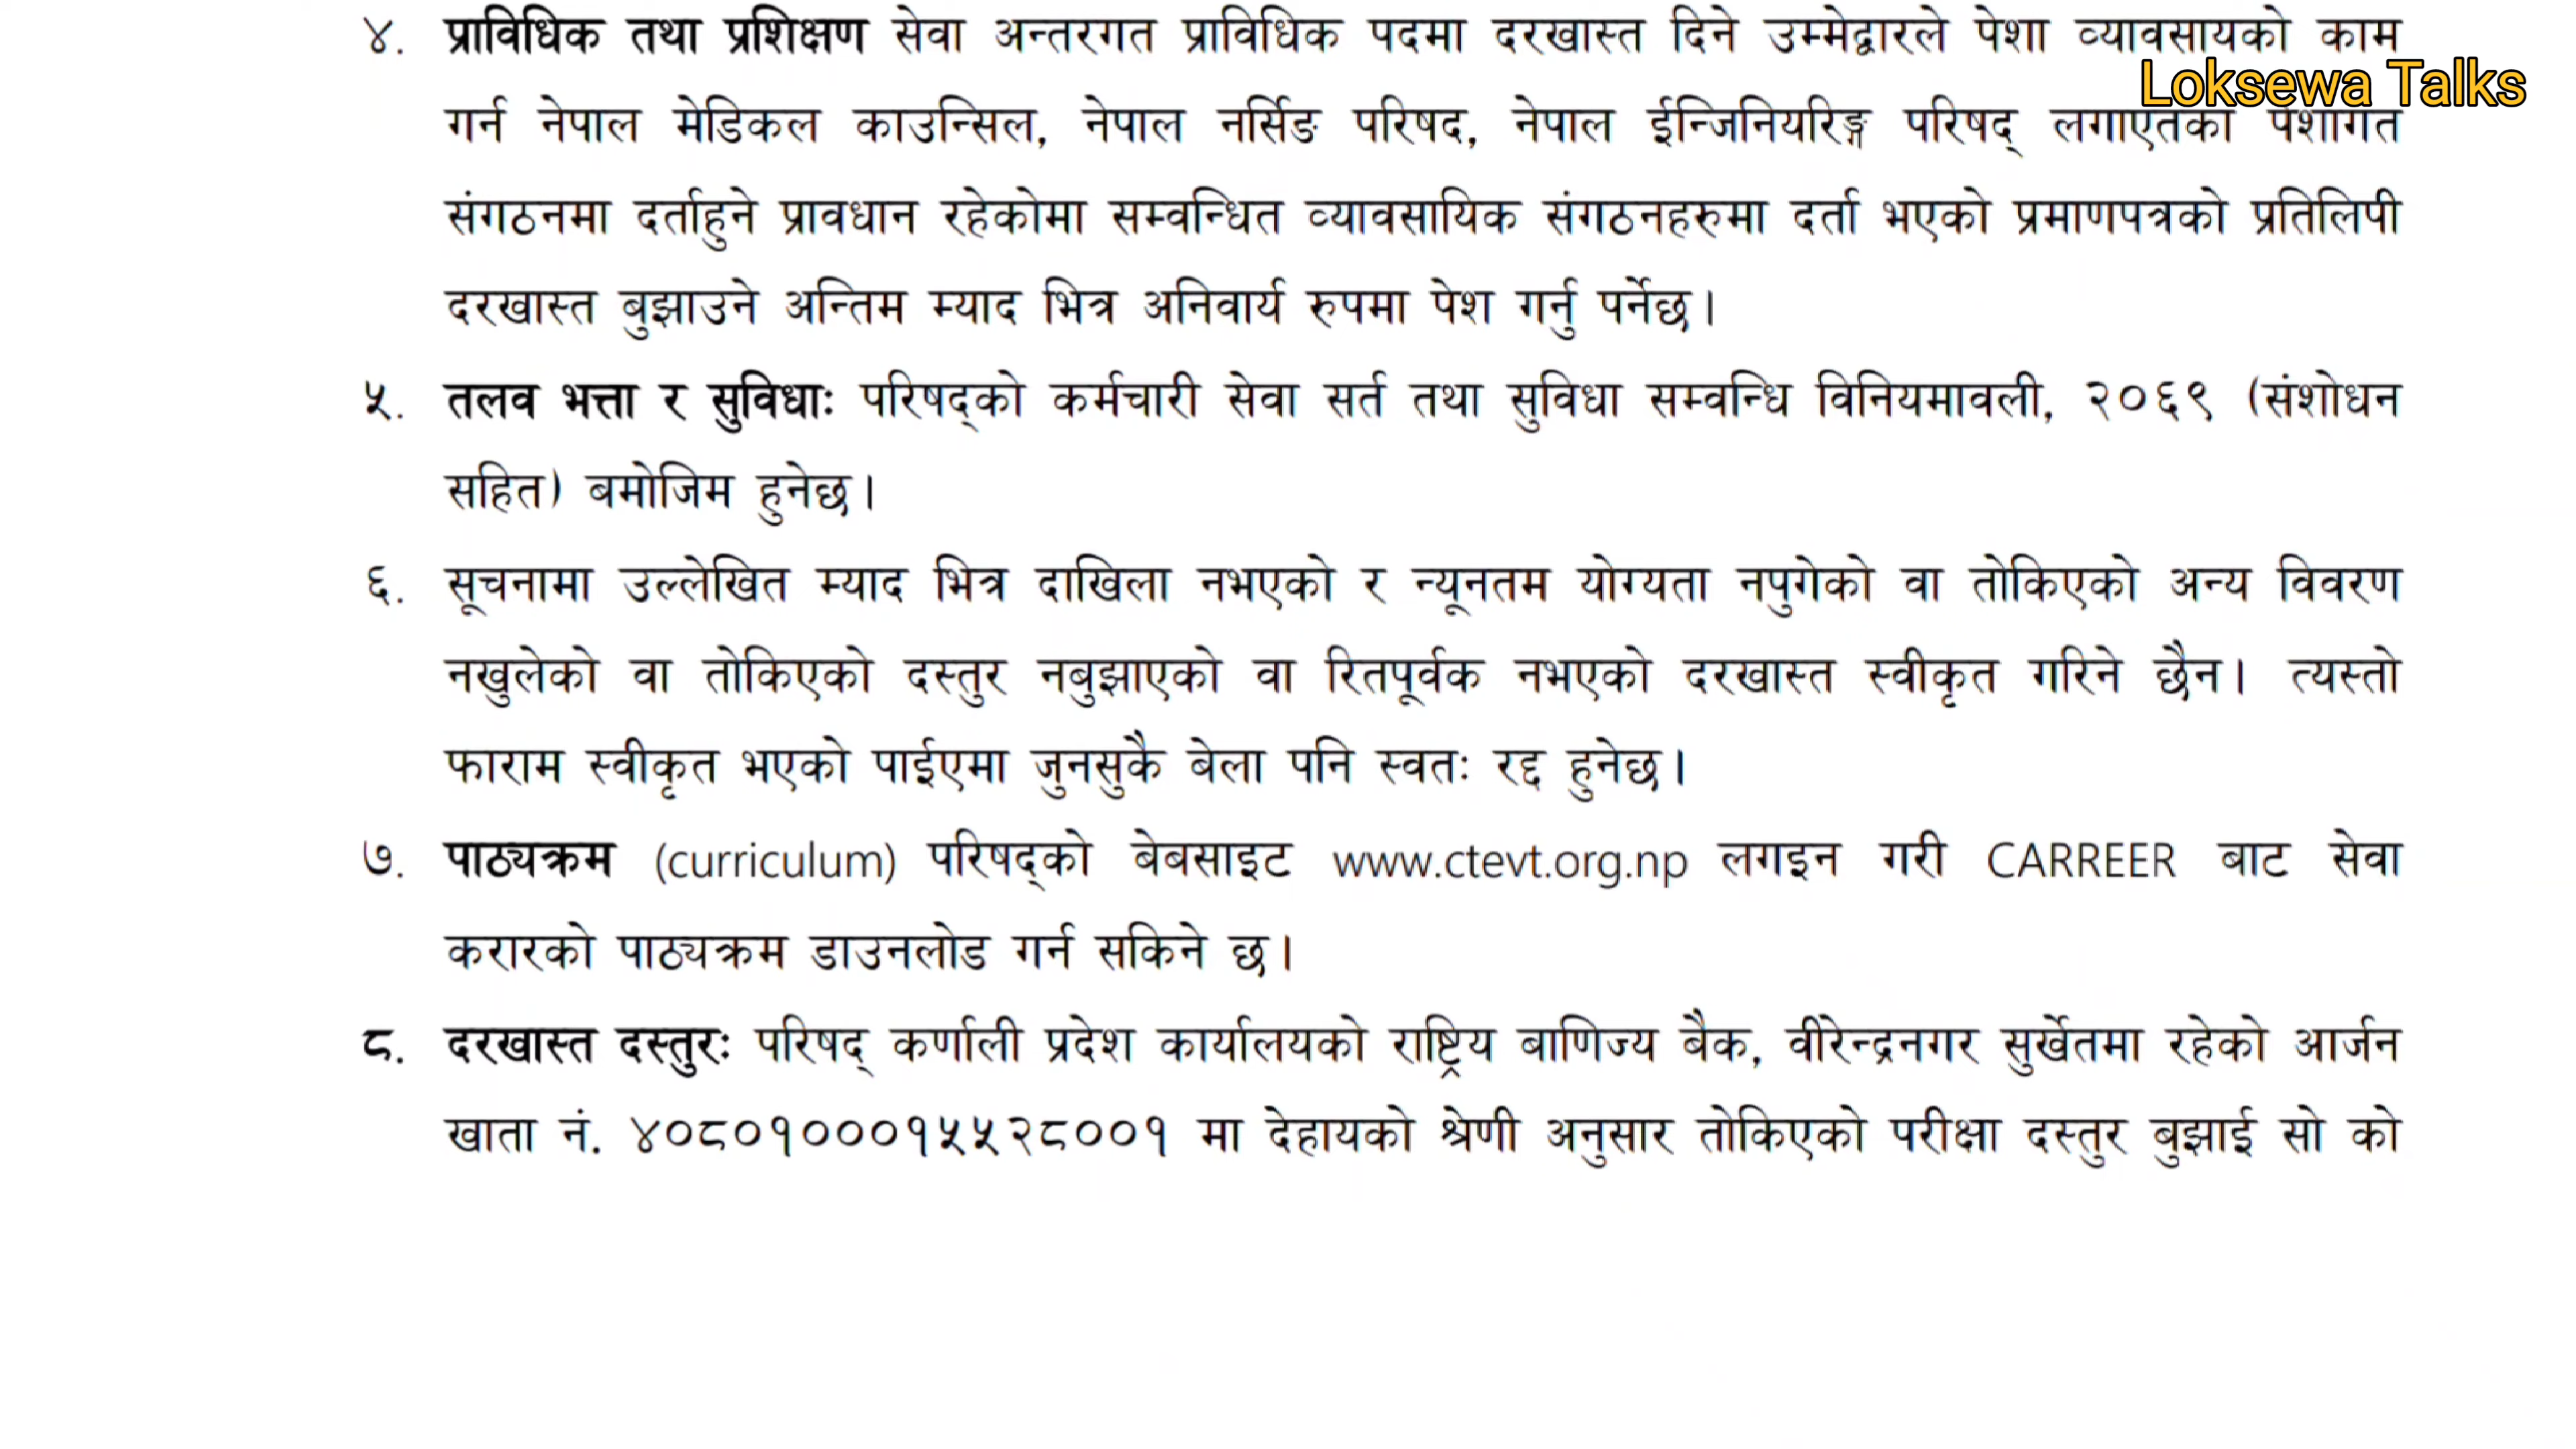 ४. प्राविधिक तथा प्रशिक्षण सेवा अन्तरगत प्राविधिक पदमा दरखास्त दिने उम्मेद्वारले पेशा व्यावसायको काम
Loksewa Talks
गर्न नेपाल मेडिकल काउन्सिल, नेपाल नर्सिङ परिषद, नेपाल ईन्जिनियरिङ्ग परिषद् लगाएतका पेशागत
संगठनमा दर्ताहुने प्रावधान रहेकोमा सम्वन्धित व्यावसायिक संगठनहरुमा दर्ता भएको प्रमाणपत्रको प्रतिलिपी
दरखास्त बुझाउने अन्तिम म्याद भित्र अनिवार्य रुपमा पेश गर्नु पर्नेछ।
५. तलव भत्ता र सुविधाः परिषद्को कर्मचारी सेवा सर्त तथा सुविधा सम्वन्धि विनियमावली, २०६९ (संशोधन
सहित) बमोजिम हुनेछ।
६. सूचनामा उल्लेखित म्याद भित्र दाखिला नभएको र न्यूनतम योग्यता नपुगेको वा तोकिएको अन्य विवरण
नखुलेको वा तोकिएको दस्तुर नबुझाएको वा रितपूर्वक नभएको दरखास्त स्वीकृत गरिने छैन। त्यस्तो
फाराम स्वीकृत भएको पाईएमा जुनसुकै बेला पनि स्वतः रद्द हुनेछ।
७. पाठ्यक्रम (curriculum) परिषद्को बेबसाइट www.ctevt.org.np लगइन गरी CARREER बाट सेवा
करारको पाठ्यक्रम डाउनलोड गर्न सकिने छ।
८. दरखास्त दस्तुरः परिषद् कर्णाली प्रदेश कार्यालयको राष्ट्रिय बाणिज्य बैक, वीरेन्द्रनगर सुर्खेतमा रहेको आर्जन
खाता नं. ४०८०१०००१५५२८००१ मा देहायको श्रेणी अनुसार तोकिएको परीक्षा दस्तुर बुझाई सो को